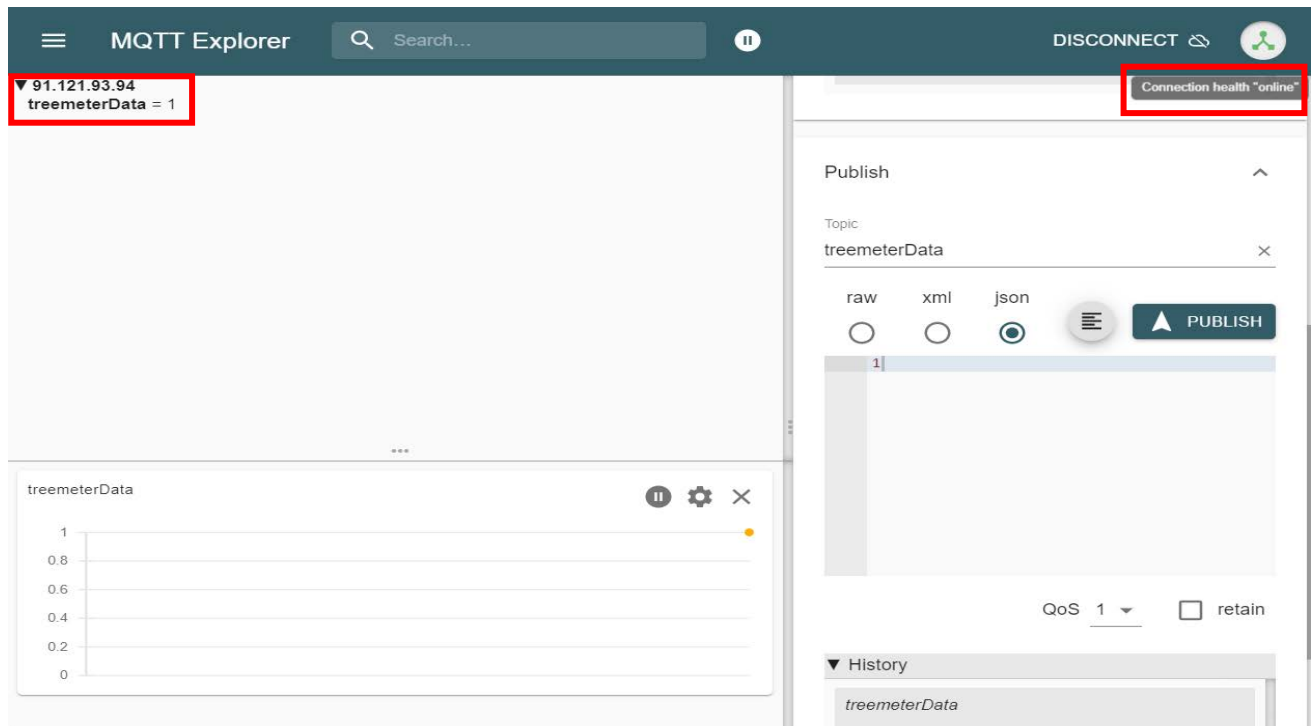 MQTT Explorer
Search...
DISCONNECT
▼ 91.121.93.94
treemeterData = 1
Connection health "online"
Publish
Topic
treemeterData
raw xml json
PUBLISH
1
QoS 1
retain
treemeterData
1
0.8
0.6
0.4
0.2
0
▼ History
treemeterData